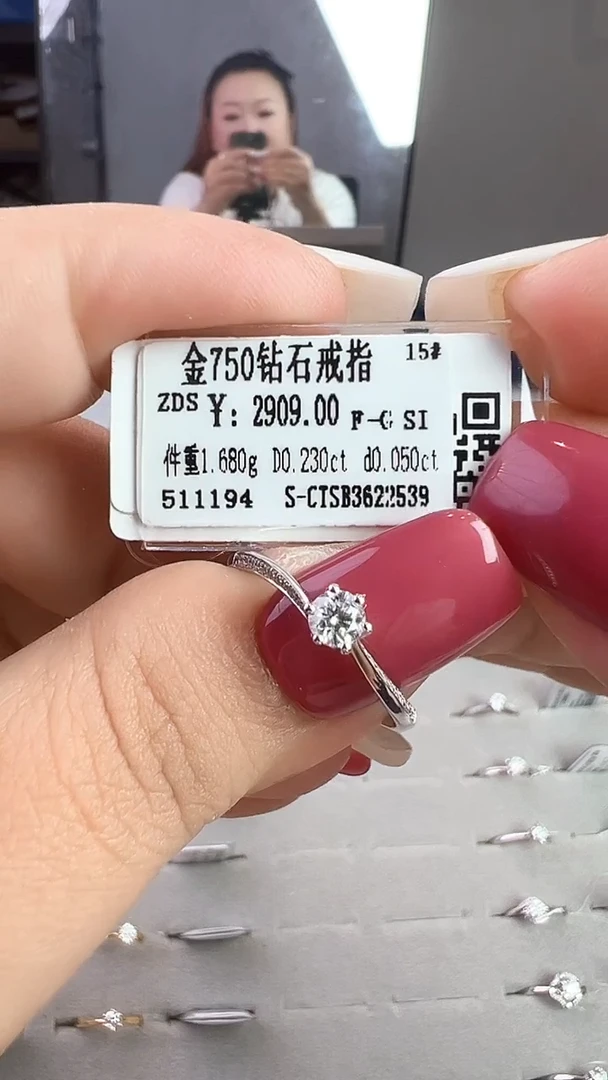 金750钻石戒指 15#
ZDS ¥: 2909.00 F-G SI
件重1.680g D0.230ct d0.050ct
511194 S-CTSB3622539